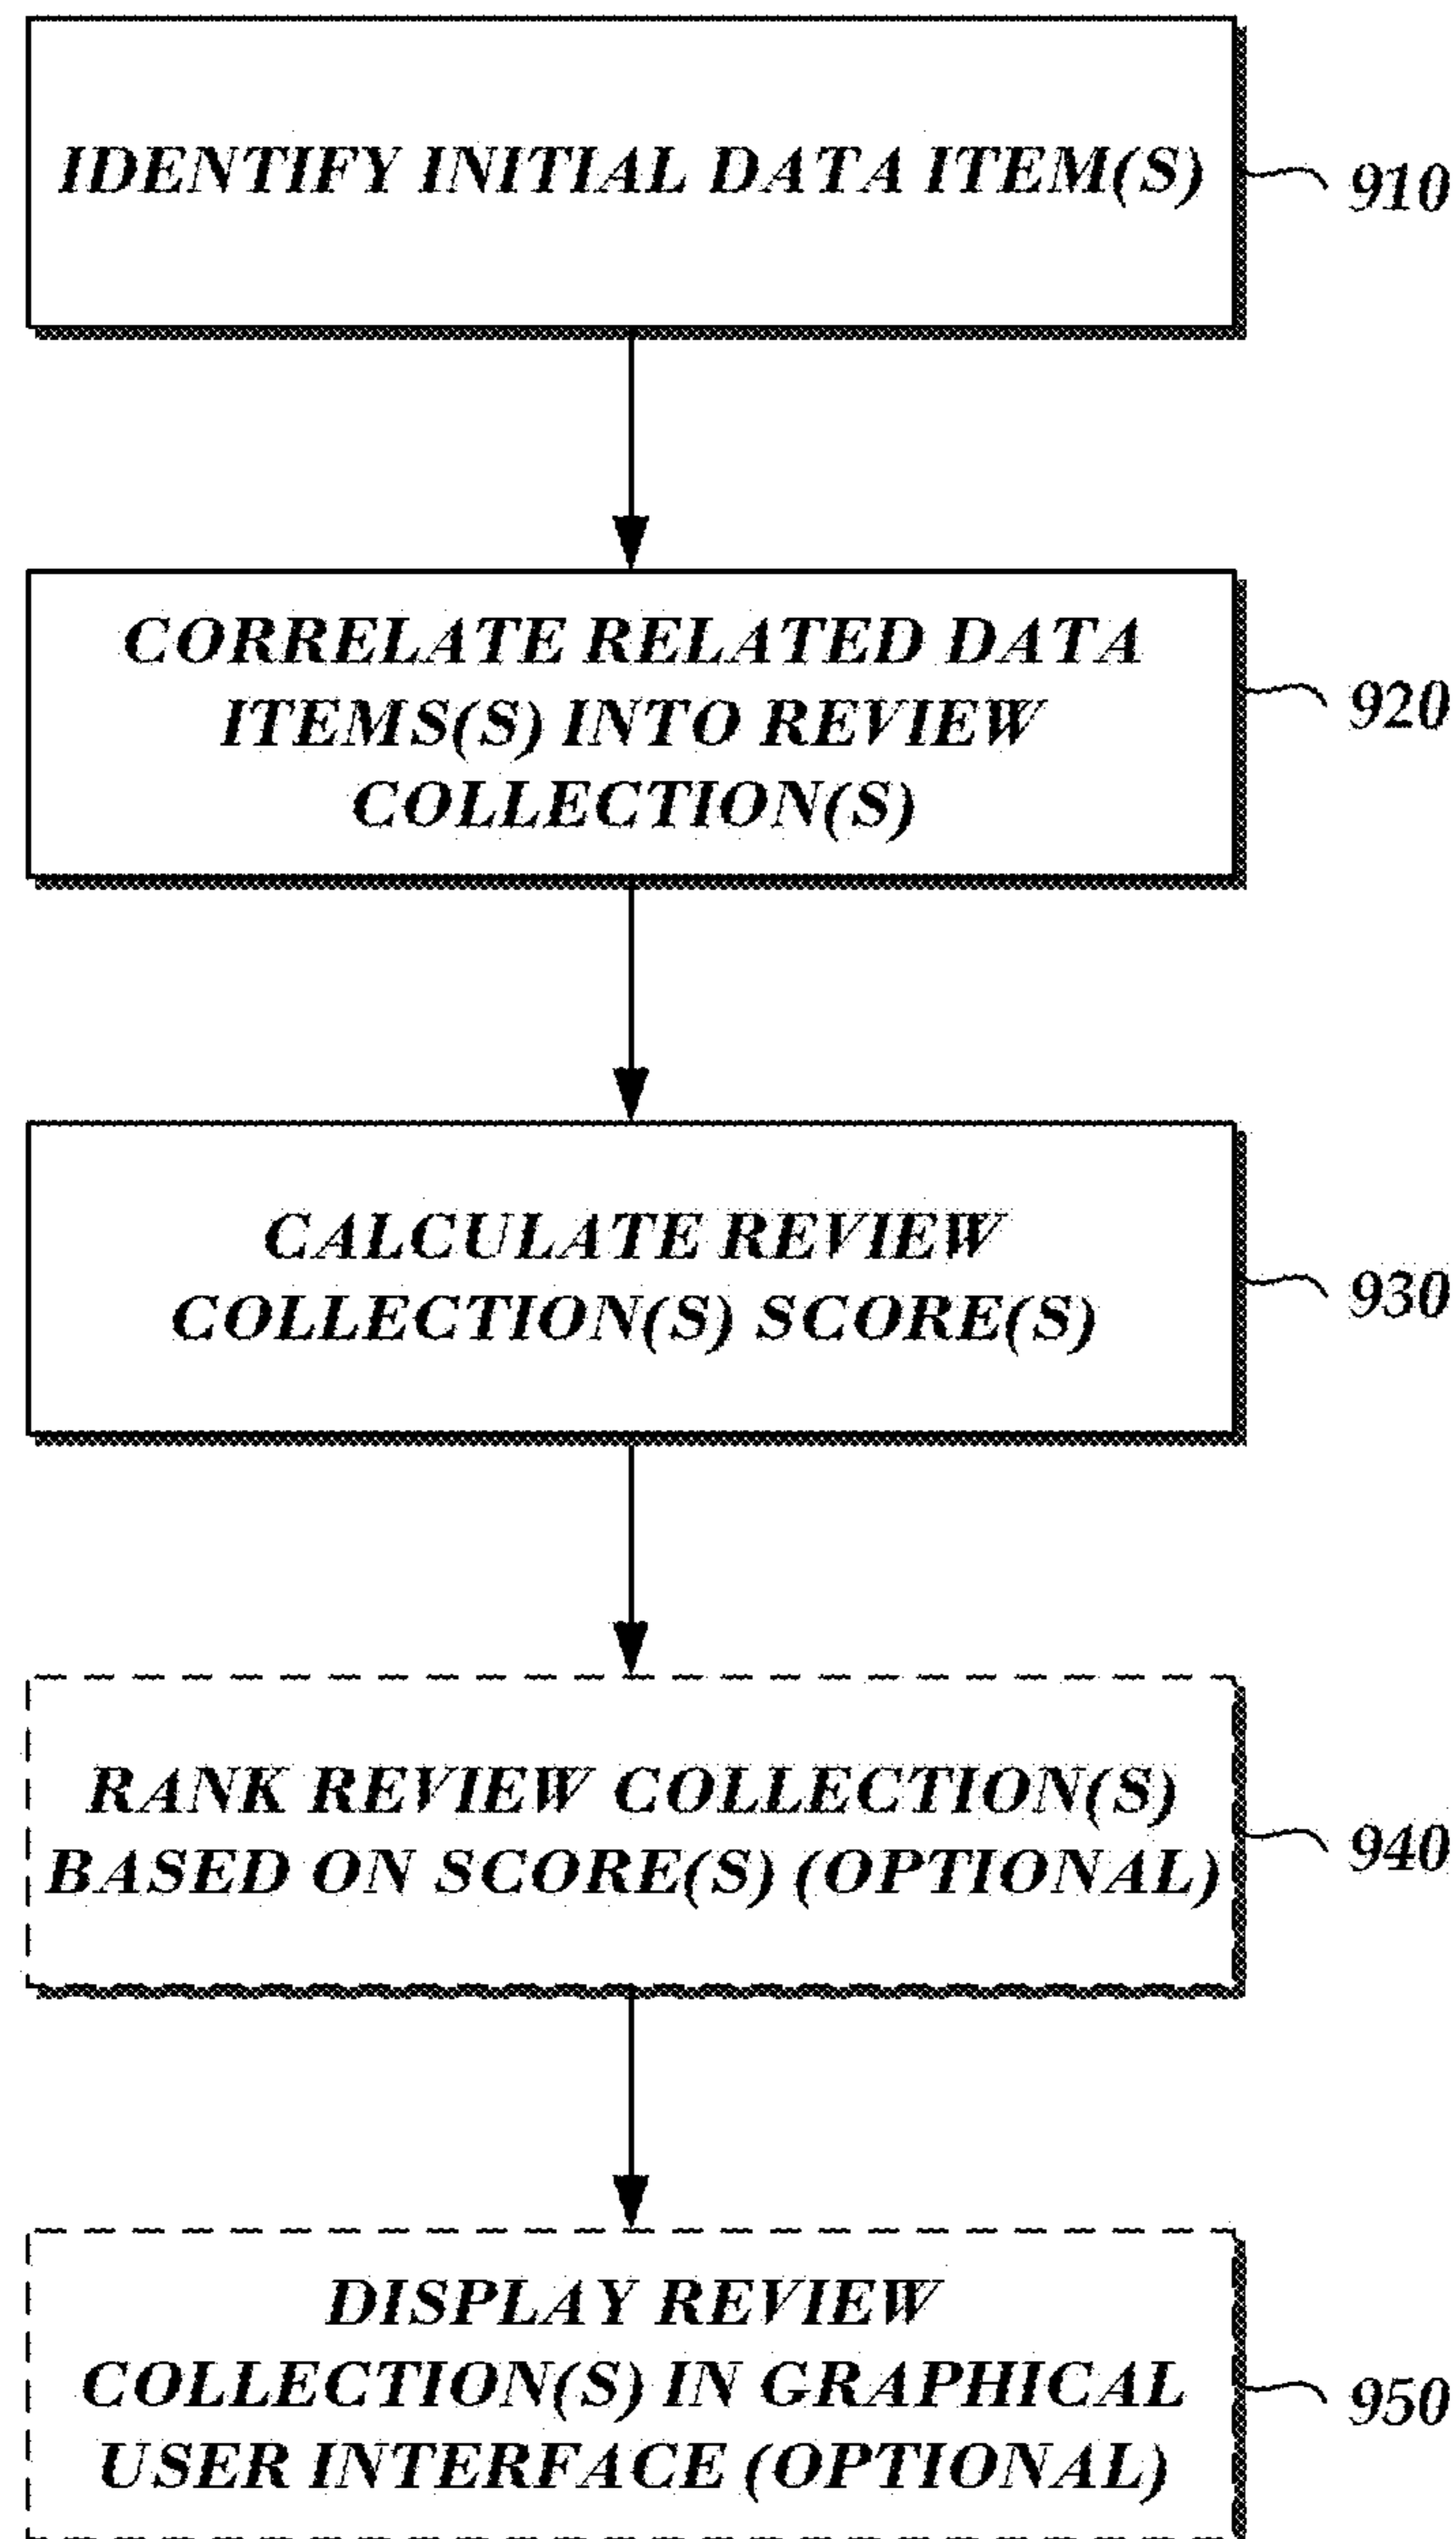 IDENTIFY INITIAL DATA ITEM(S)
910
CORRELATE RELATED DATA
ITEMS(S) INTO REVIEW
COLLECTION(S)
920
CALCULATE REVIEW
COLLECTION(S) SCORE(S)
930
RANK REVIEW COLLECTION(S)
BASED ON SCORE(S) (OPTIONAL)
940
DISPLAY REVIEW
COLLECTION(S) IN GRAPHICAL
USER INTERFACE (OPTIONAL)
950